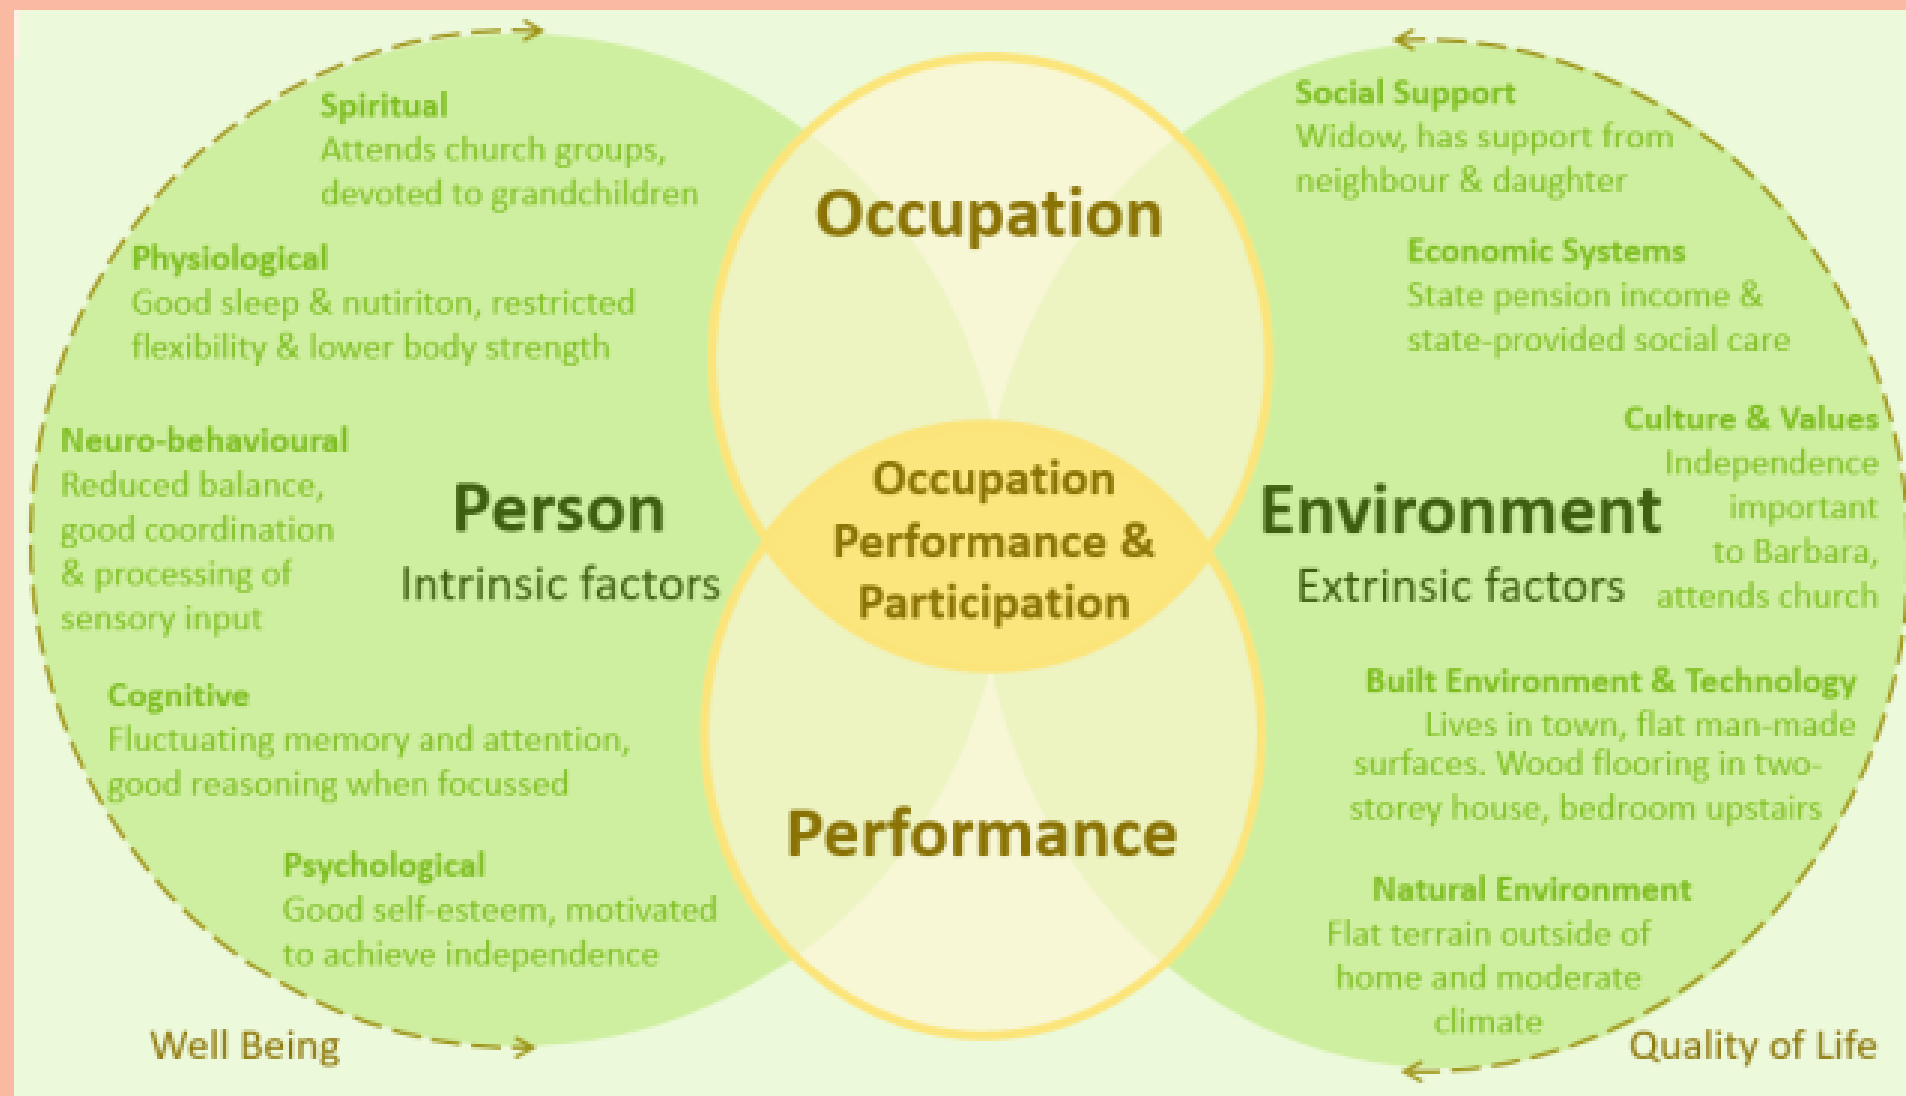 Spiritual
Attends church groups,
devoted to grandchildren
Physiological
Good sleep & nutiriton, restricted
flexibility & lower body strength
Neuro-behavioural
Reduced balance,
good coordination
& processing of
sensory input
Person
Intrinsic factors
Cognitive
Fluctuating memory and attention,
good reasoning when focussed
Psychological
Good self-esteem, motivated
to achieve independence
Well Being
Occupation
Occupation
Performance &
Participation
Performance
Social Support
Widow, has support from
neighbour & daughter
Economic Systems
State pension income &
state-provided social care
Culture & Values
Independence
important
to Barbara,
attends church
Environment
Extrinsic factors
Built Environment & Technology
Lives in town, flat man-made
surfaces. Wood flooring in two-
storey house, bedroom upstairs
Natural Environment
Flat terrain outside of
home and moderate
climate
Quality of Life